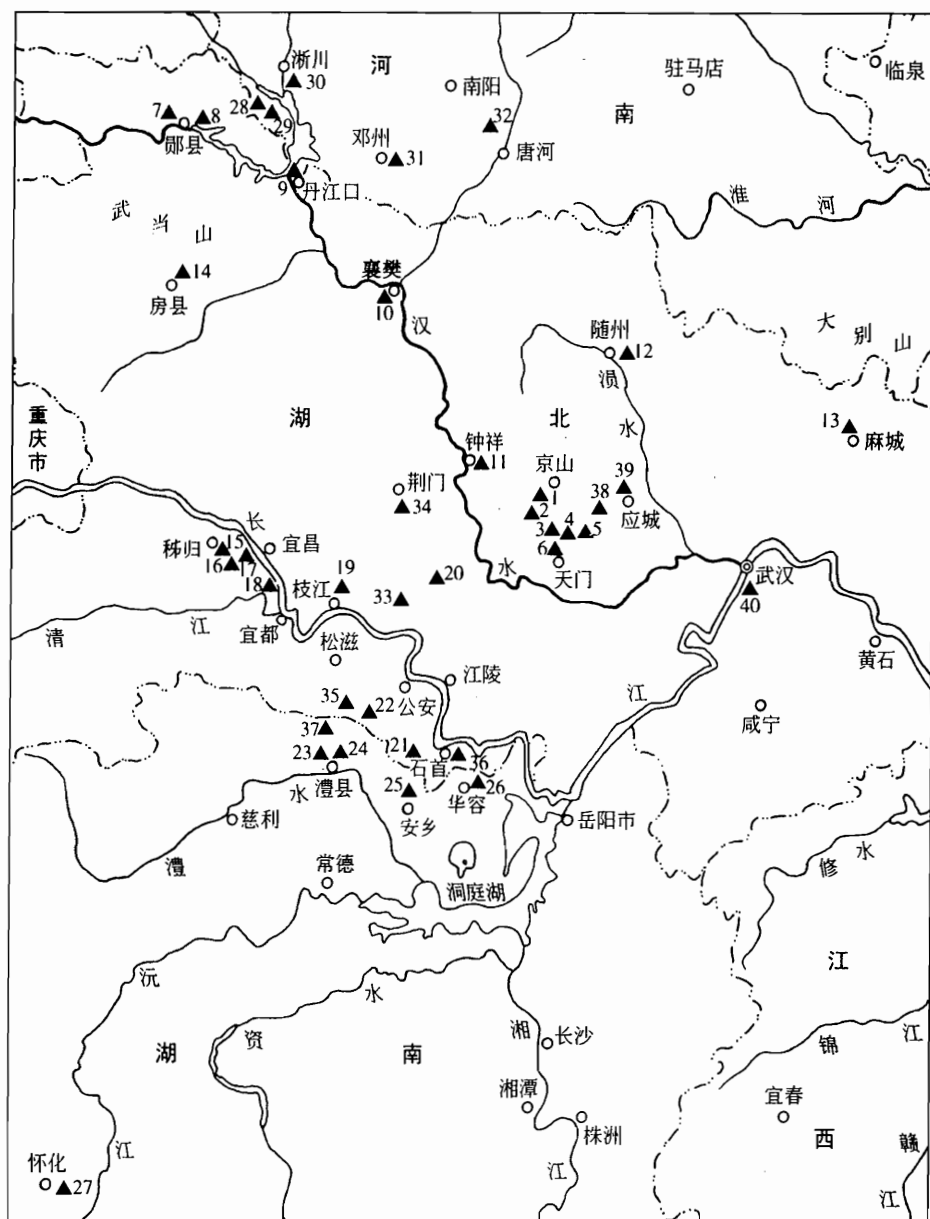 淅川
30
河
南阳
驻马店
临泉
7
8
28
29
郧县
32
南
邓州
31
唐河
9
丹江口
武当山
淮河
14
房县
襄樊
10
汉
随州
12
大别山
涢水
重庆市
湖
北
13
麻城
钟祥
11
京山
39
荆门
34
1
2
38
应城
3
4
5
长
秭归
15
宜昌
16
17
6
天门
水
武汉
40
18
19
20
枝江
33
清江
宜都
松滋
江陵
公安
江
黄石
咸宁
35
22
37
23
24
21
石首
36
澧县
水
25
安乡
华容
26
岳阳市
慈利
澧
常德
洞庭湖
修水
沅
江
湖
资
水
南
湘
长沙
锦江
湘潭
株洲
宜春
西
赣
江
怀化
27
江
江